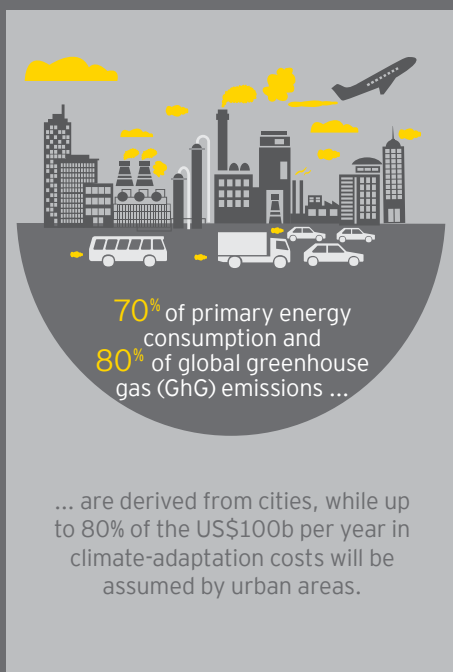 70% of primary energy
consumption and
80% of global greenhouse
gas (GhG) emissions ...
... are derived from cities, while up
to 80% of the US$100b per year in
climate-adaptation costs will be
assumed by urban areas.